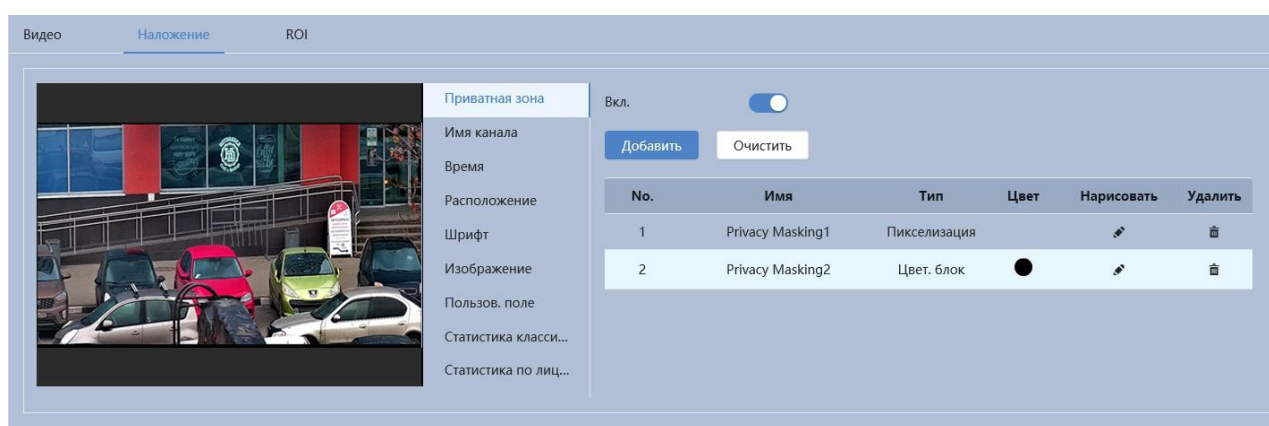 Видео Наложение ROI
Приватная зона
Имя канала
Время
Расположение
Шрифт
Изображение
Пользов. поле
Статистика класси...
Статистика по лиц...
Вкл.
Добавить Очистить
No. Имя Тип Цвет Нарисовать Удалить
1 Privacy Masking1 Пикселизация
2 Privacy Masking2 Цвет. блок